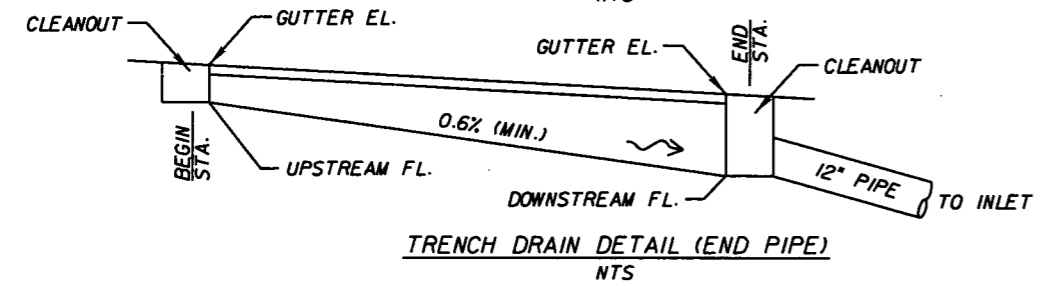 CLEANOUT
GUTTER EL.
GUTTER EL.
END
STA.
CLEANOUT
0.6% (MIN.)
BEGIN
STA.
UPSTREAM FL.
DOWNSTREAM FL.
12" PIPE
TO INLET
TRENCH DRAIN DETAIL (END PIPE)
NTS